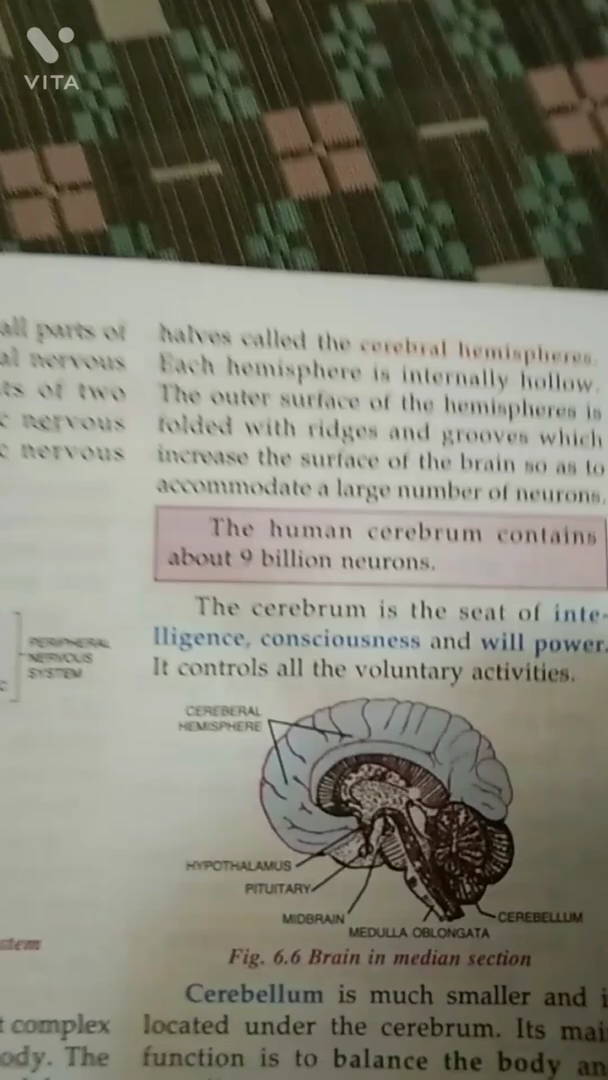 VITA
all parts of
al nervous
ts of two
c nervous
c nervous
PERIPHERAL
NERVOUS
SYSTEM
stem
t complex
ody. The
halves called the cerebral hemispheres.
Each hemisphere is internally hollow.
The outer surface of the hemispheres is
folded with ridges and grooves which
increase the surface of the brain so as to
accommodate a large number of neurons.
The human cerebrum contains
about 9 billion neurons.
The cerebrum is the seat of inte-
lligence, consciousness and will power.
It controls all the voluntary activities.
CEREBERAL
HEMISPHERE
HYPOTHALAMUS
PITUITARY
MIDBRAIN
MEDULLA OBLONGATA
CEREBELLUM
Fig. 6.6 Brain in median section
Cerebellum is much smaller and i
located under the cerebrum. Its mai
function is to balance the body an